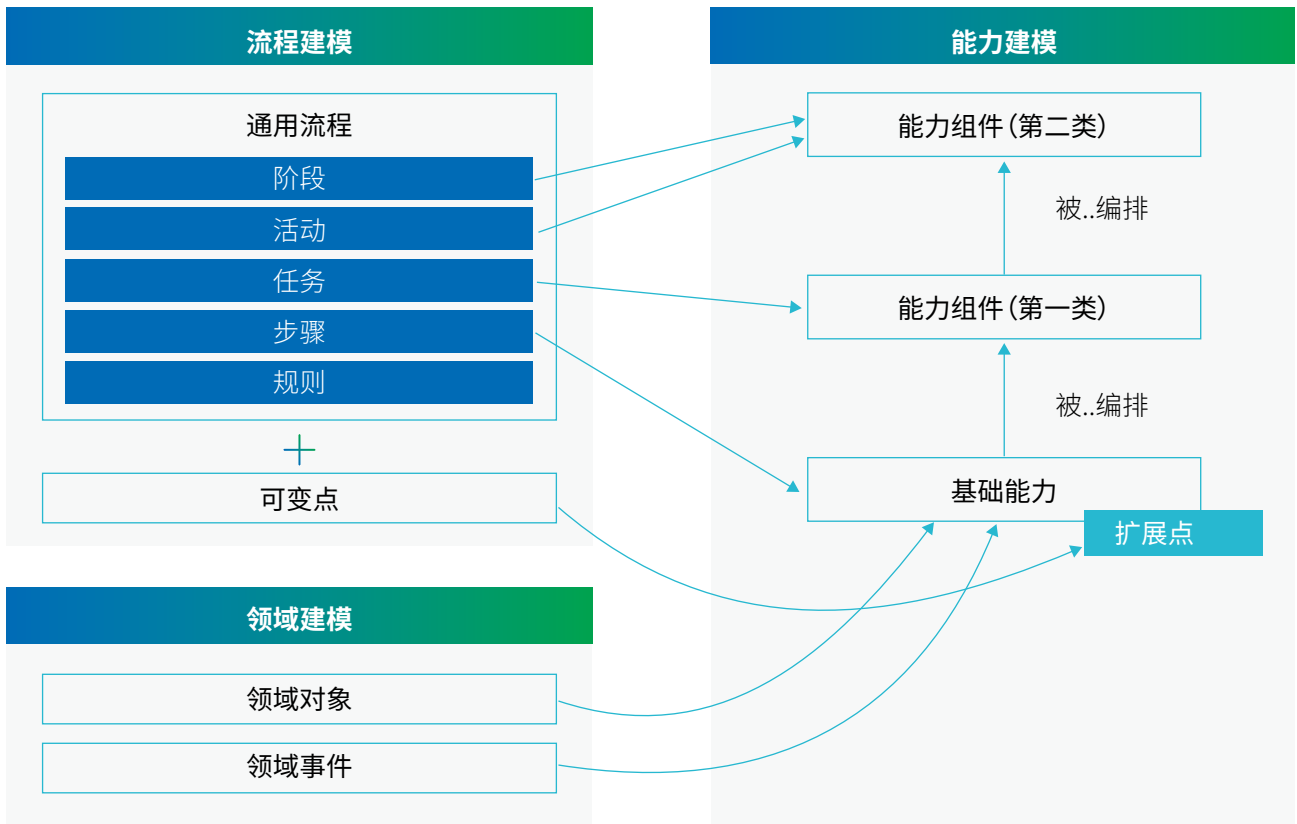 流程建模
通用流程
阶段
活动
任务
步骤
规则
可变点
领域建模
领域对象
领域事件
能力建模
能力组件（第二类）
被..编排
能力组件（第一类）
被..编排
基础能力
扩展点